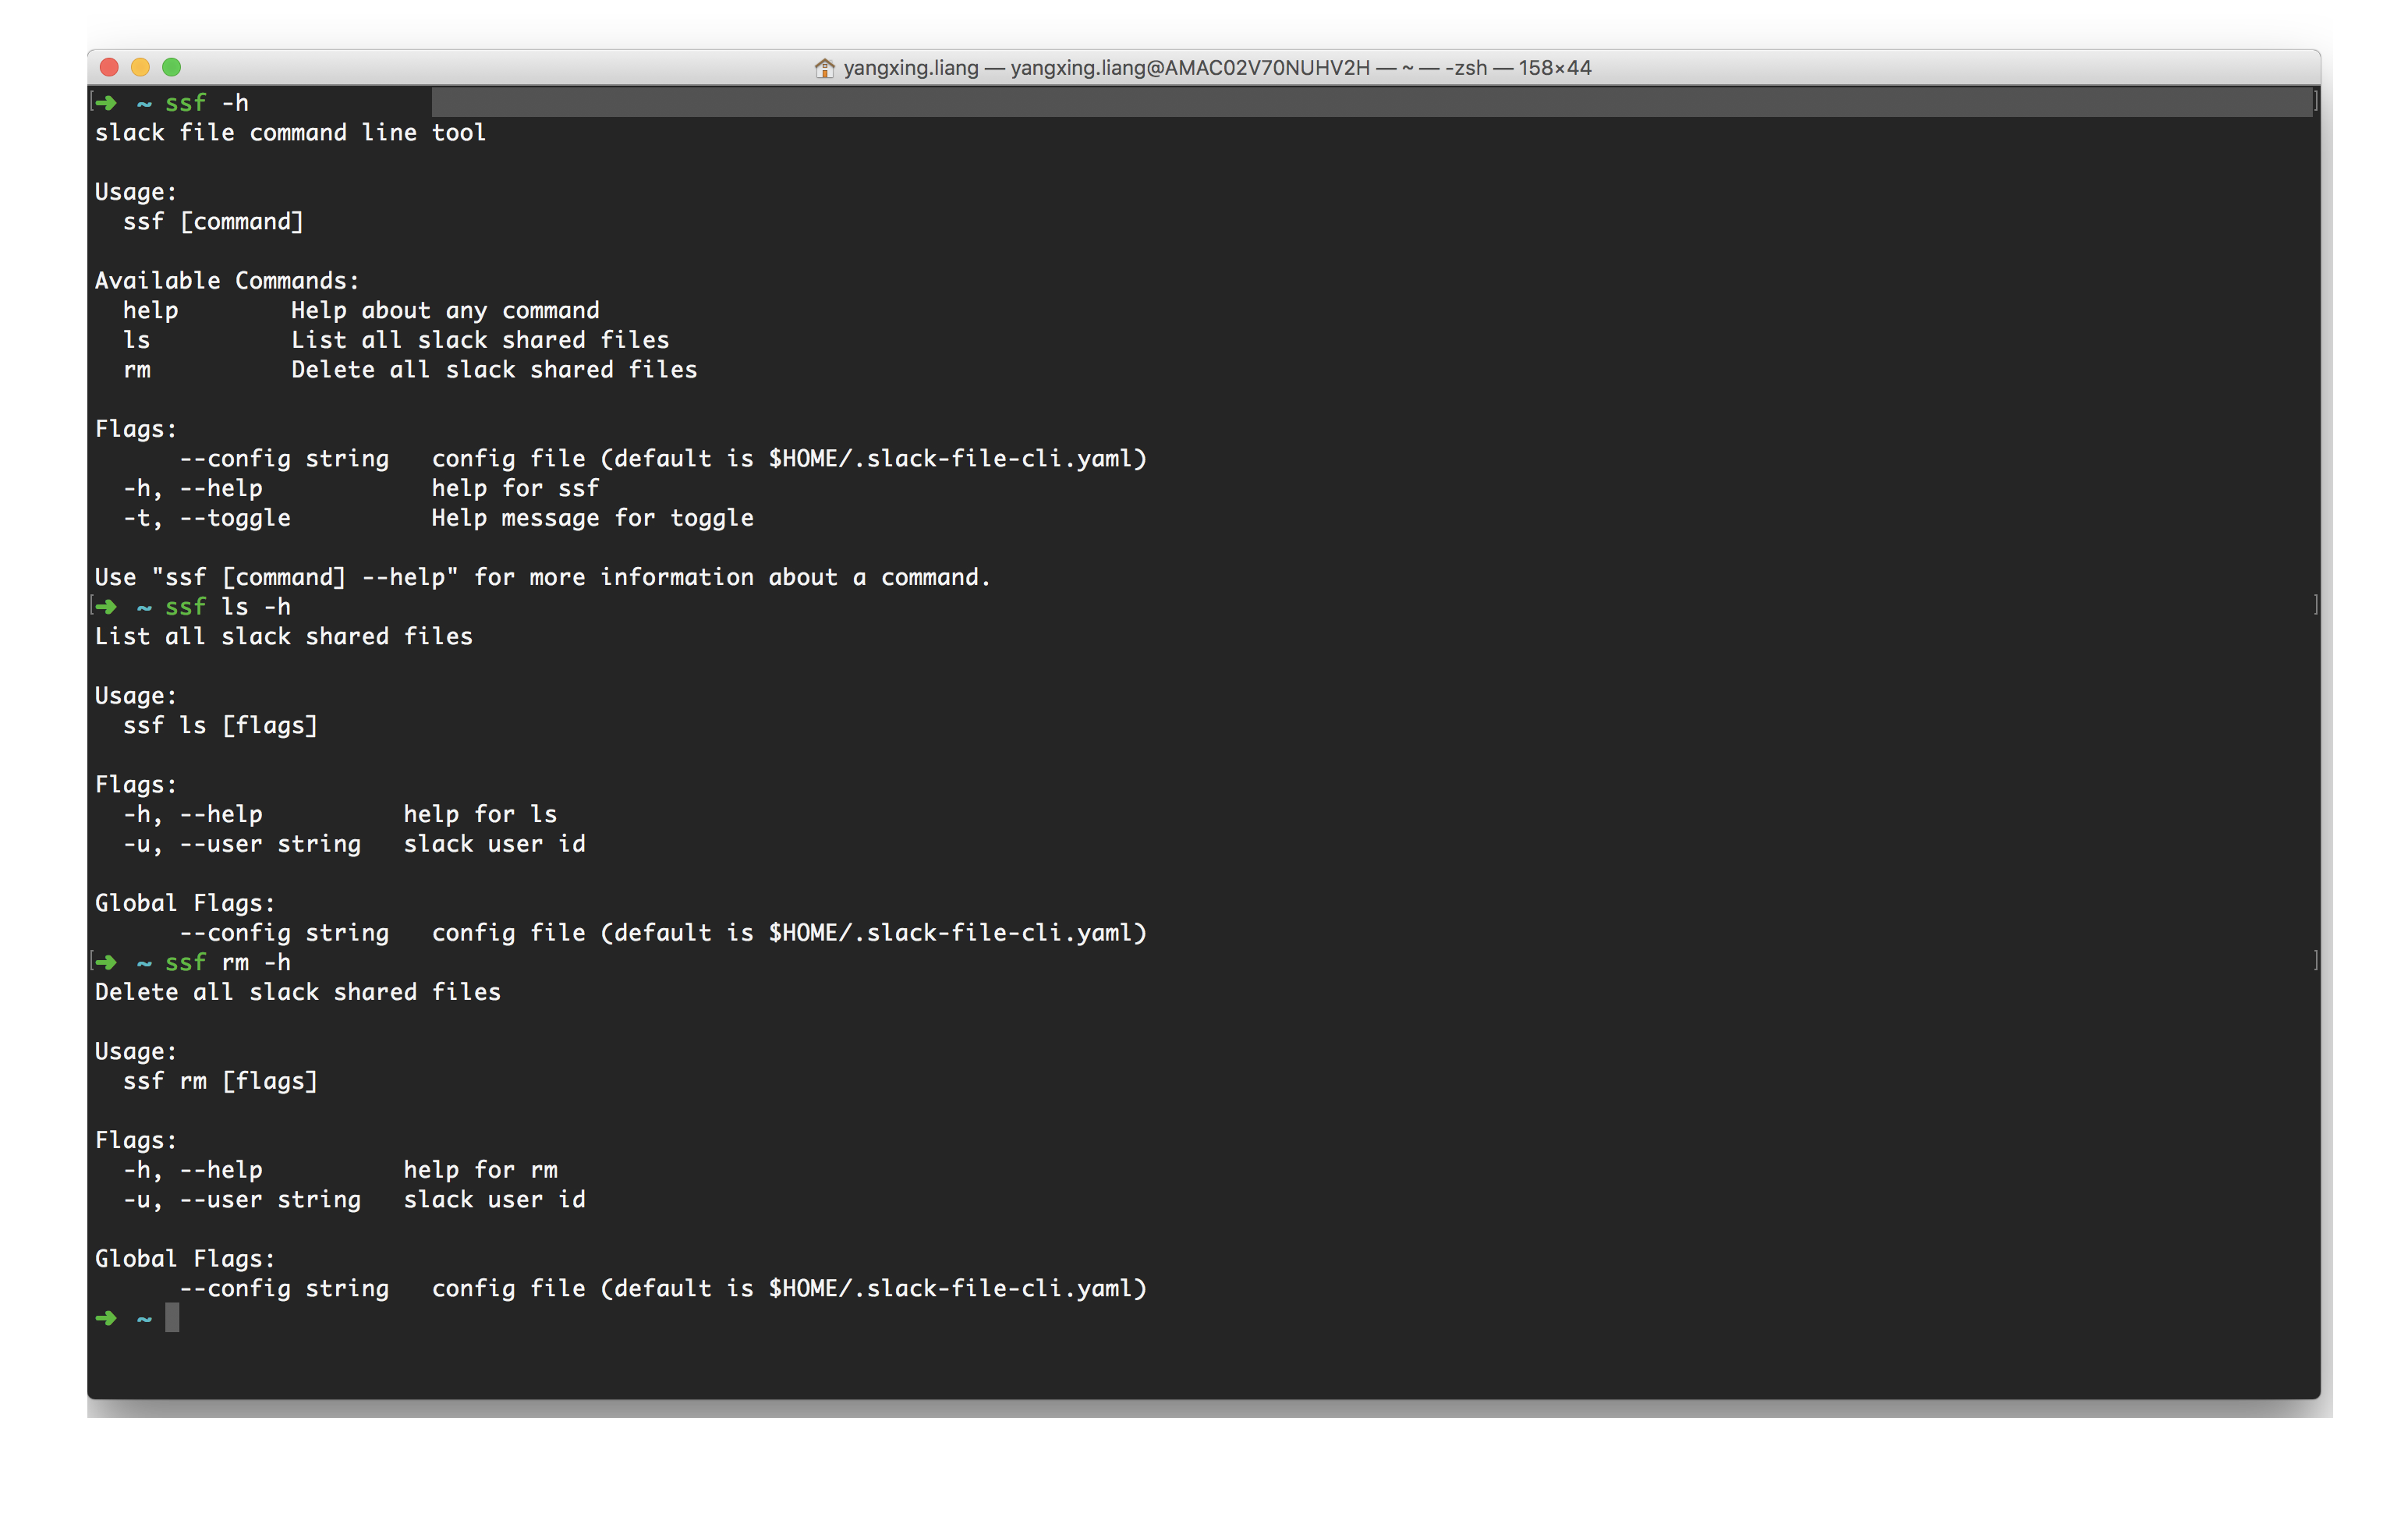 yangxing.liang — yangxing.liang@AMAC02V70NUHV2H — ~ — -zsh — 158×44
➜  ~ ssf -h
slack file command line tool

Usage:
  ssf [command]

Available Commands:
  help        Help about any command
  ls          List all slack shared files
  rm          Delete all slack shared files

Flags:
      --config string   config file (default is $HOME/.slack-file-cli.yaml)
  -h, --help            help for ssf
  -t, --toggle          Help message for toggle

Use "ssf [command] --help" for more information about a command.
➜  ~ ssf ls -h
List all slack shared files

Usage:
  ssf ls [flags]

Flags:
  -h, --help          help for ls
  -u, --user string   slack user id

Global Flags:
      --config string   config file (default is $HOME/.slack-file-cli.yaml)
➜  ~ ssf rm -h
Delete all slack shared files

Usage:
  ssf rm [flags]

Flags:
  -h, --help          help for rm
  -u, --user string   slack user id

Global Flags:
      --config string   config file (default is $HOME/.slack-file-cli.yaml)
➜  ~